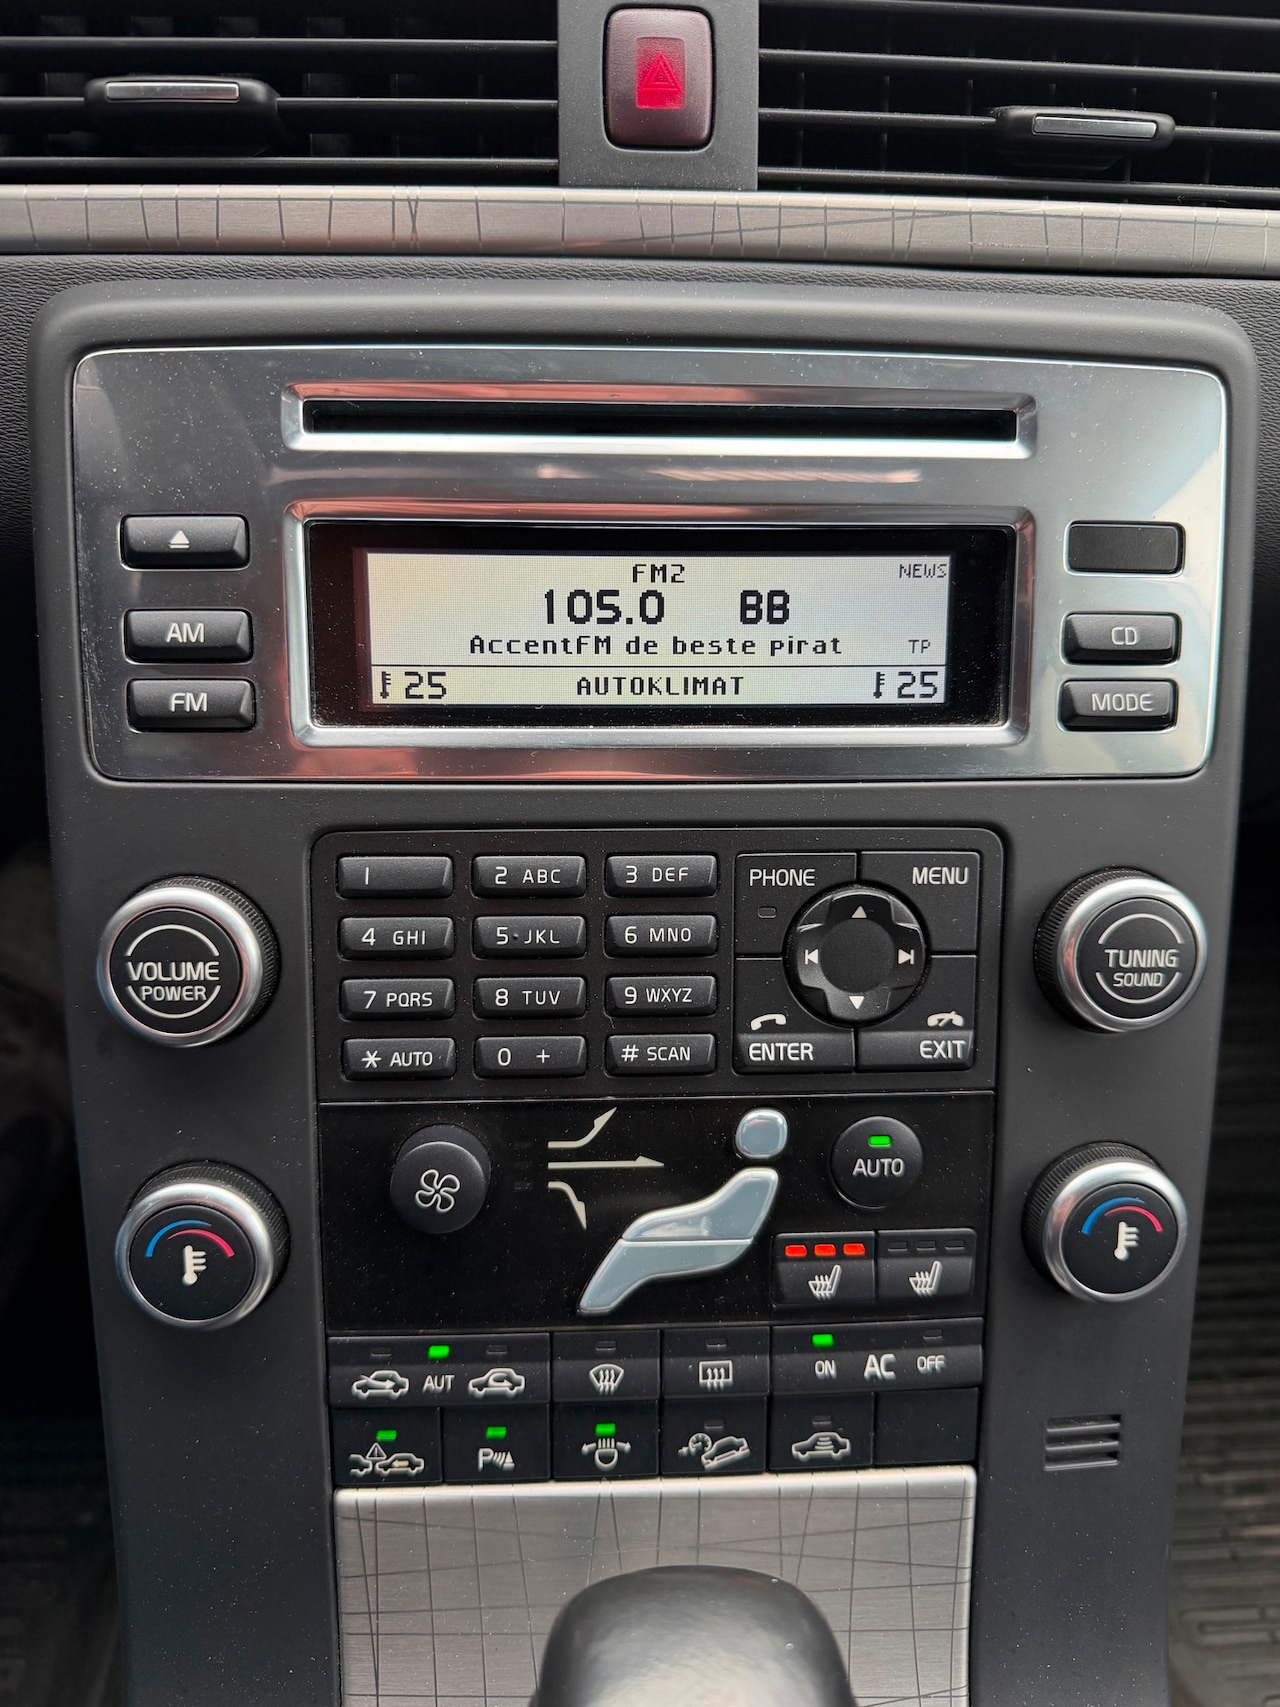 FM2 NEWS
105.0 BB
AccentFM de beste pirat TP
25 AUTOKLIMAT 25
AM
CD
FM
MODE
1
2 ABC
3 DEF
PHONE
MENU
4 GHI
5 JKL
6 MNO
VOLUME
POWER
TUNING
SOUND
7 PQRS
8 TUV
9 WXYZ
* AUTO
0 +
# SCAN
ENTER
EXIT
AUTO
AUT
ON AC OFF
P